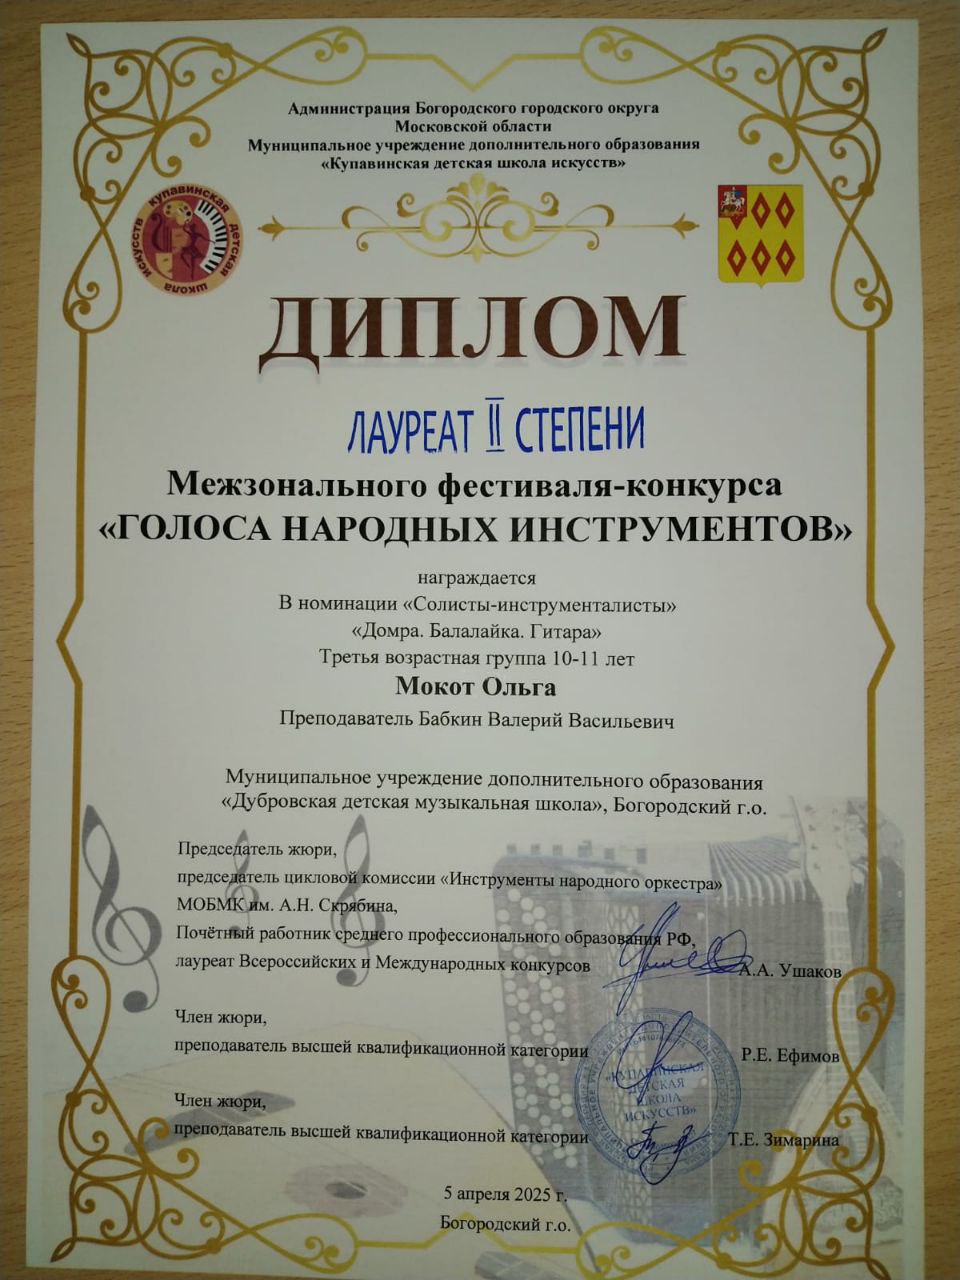 Администрация Богородского городского округа
Московской области
Муниципальное учреждение дополнительного образования
«Купавинская детская школа искусств»
купавинская детская школа искусств
ДИПЛОМ
ЛАУРЕАТ II СТЕПЕНИ
Межзонального фестиваля-конкурса
«ГОЛОСА НАРОДНЫХ ИНСТРУМЕНТОВ»
награждается
В номинации «Солисты-инструменталисты»
«Домра. Балалайка. Гитара»
Третья возрастная группа 10-11 лет
Мокот Ольга
Преподаватель Бабкин Валерий Васильевич
Муниципальное учреждение дополнительного образования
«Дубровская детская музыкальная школа», Богородский г.о.
Председатель жюри,
председатель цикловой комиссии «Инструменты народного оркестра»
МОБМК им. А.Н. Скрябина,
Почётный работник среднего профессионального образования РФ,
лауреат Всероссийских и Международных конкурсов А.А. Ушаков
Член жюри,
преподаватель высшей квалификационной категории Р.Е. Ефимов
«КУПАВИНСКАЯ
ДЕТСКАЯ
ШКОЛА
ИСКУССТВ»
Член жюри,
преподаватель высшей квалификационной категории Т.Е. Зимарина
5 апреля 2025 г.
Богородский г.о.